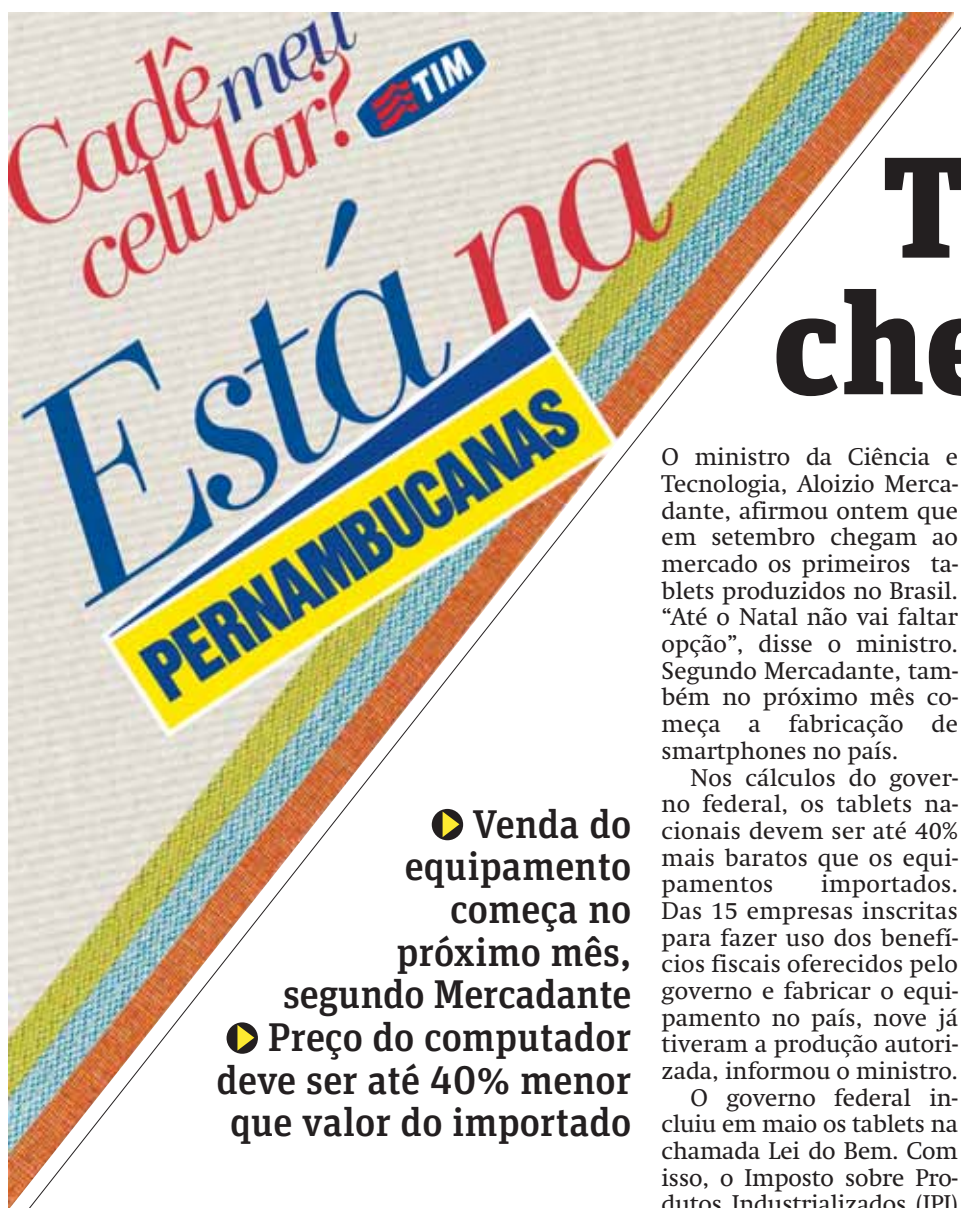 Cadê meu
celular?
TIM
Está na
PERNAMBUCANAS
T
che
Venda do
equipamento
começa no
próximo mês,
segundo Mercadante
Preço do computador
deve ser até 40% menor
que valor do importado
O ministro da Ciência e
Tecnologia, Aloizio Merca-
dante, afirmou ontem que
em setembro chegam ao
mercado os primeiros ta-
blets produzidos no Brasil.
“Até o Natal não vai faltar
opção”, disse o ministro.
Segundo Mercadante, tam-
bém no próximo mês co-
meça a fabricação de
smartphones no país.
Nos cálculos do gover-
no federal, os tablets na-
cionais devem ser até 40%
mais baratos que os equi-
pamentos importados.
Das 15 empresas inscritas
para fazer uso dos benefí-
cios fiscais oferecidos pelo
governo e fabricar o equi-
pamento no país, nove já
tiveram a produção autori-
zada, informou o ministro.
O governo federal in-
cluiu em maio os tablets na
chamada Lei do Bem. Com
isso, o Imposto sobre Pro-
dutos Industrializados (IPI)